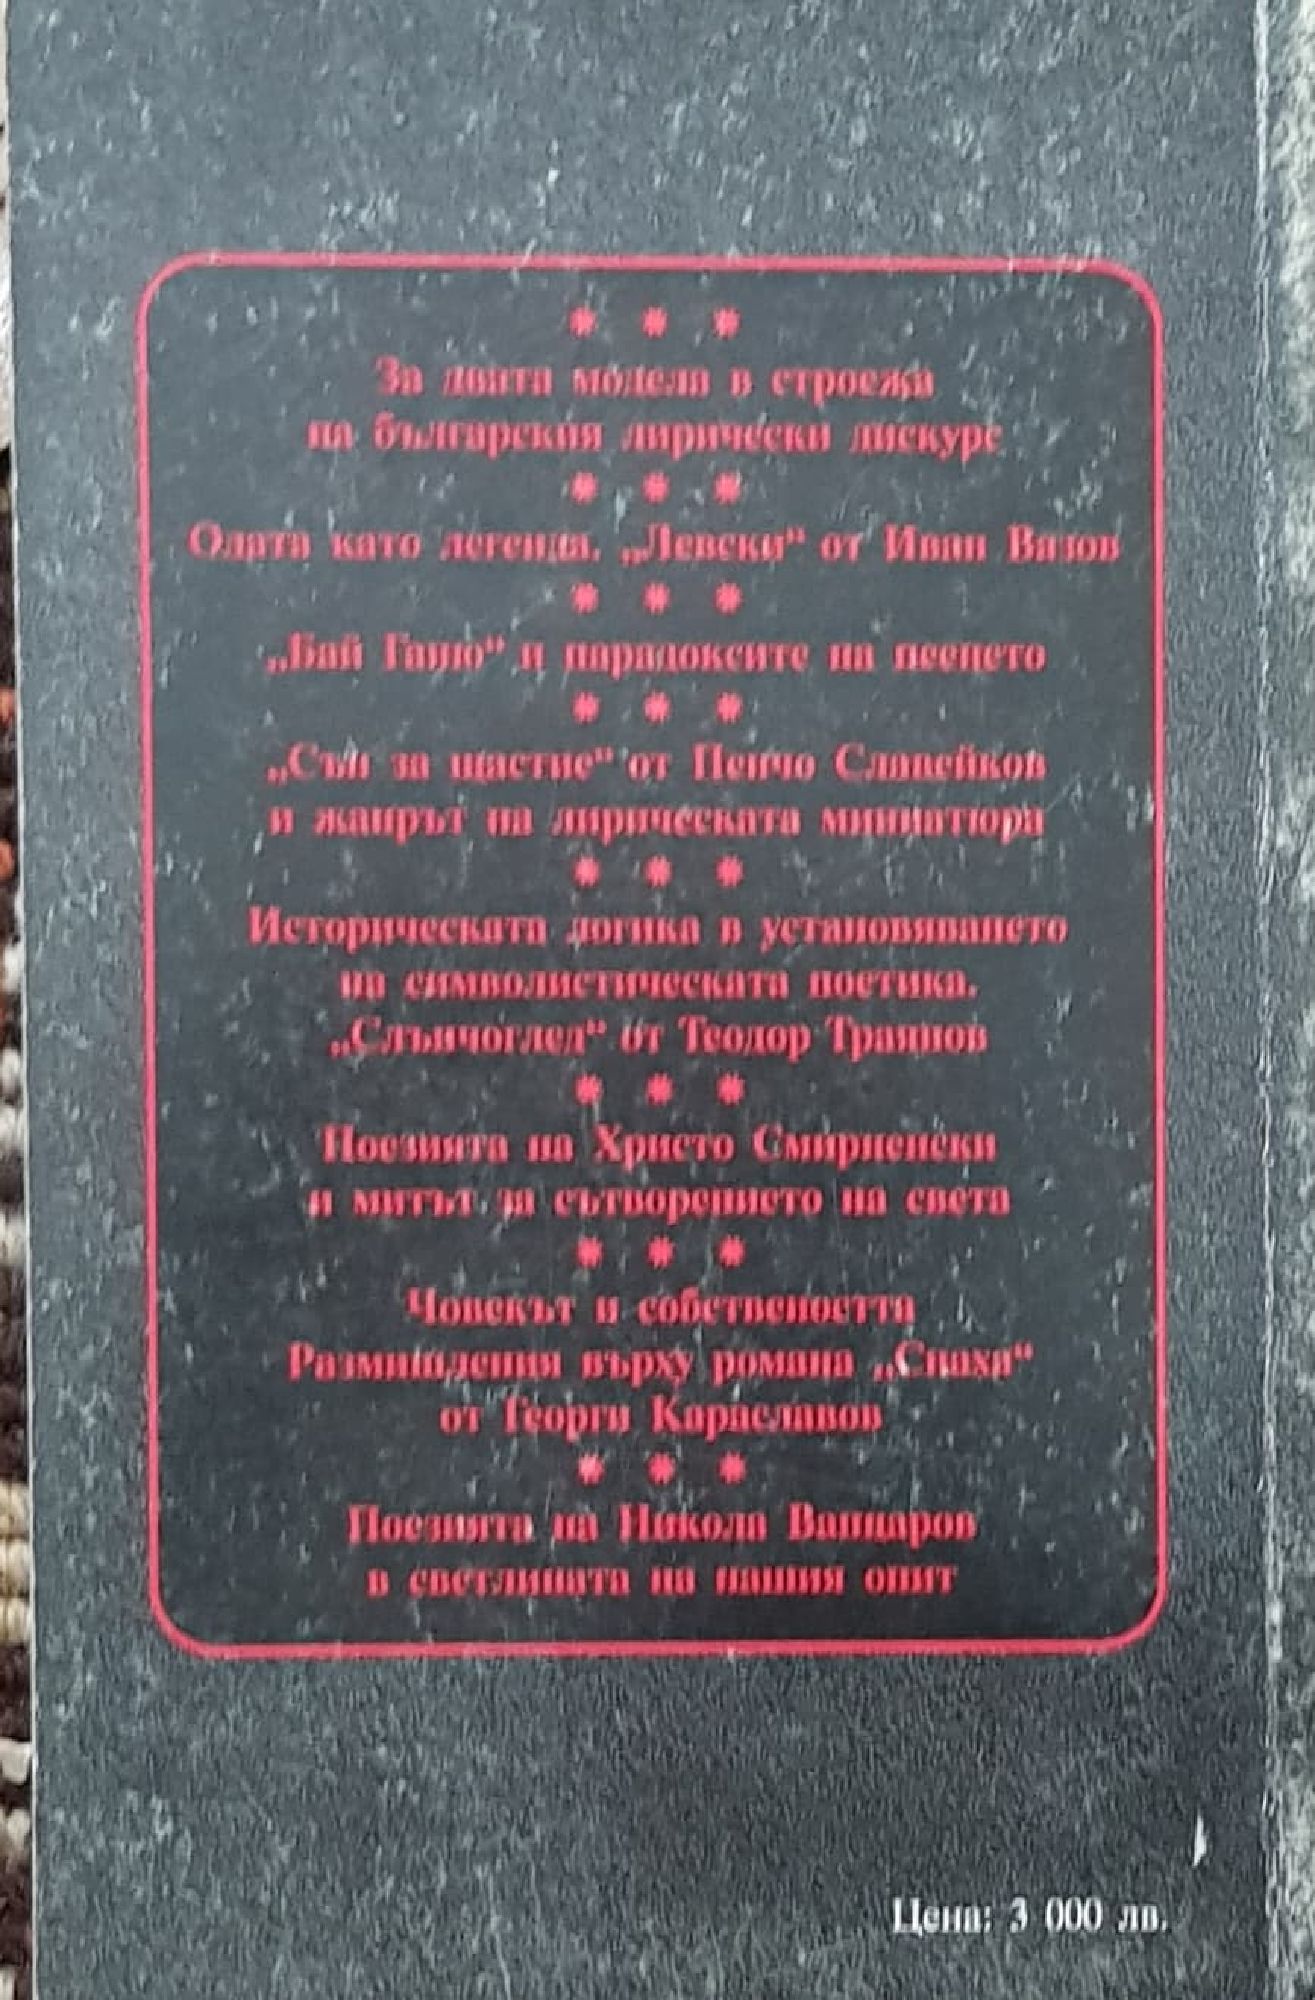 * * *
За двата модела в строежа
на българския лирически дискурс
* * *
Одата като легенда. „Левски“ от Иван Вазов
* * *
„Бай Ганю“ и парадоксите на пеенето
* * *
„Сън за щастие“ от Пенчо Славейков
и жанрът на лирическата миниатюра
* * *
Историческата логика в установяването
на символистическата поетика.
„Слънчоглед“ от Теодор Траянов
* * *
Поезията на Христо Смирненски
и митът за сътворението на света
* * *
Човекът и собствеността
Размишления върху романа „Снаха“
от Георги Караславов
* * *
Поезията на Никола Вапцаров
в светлината на нашия опит
Цена: 3 000 лв.